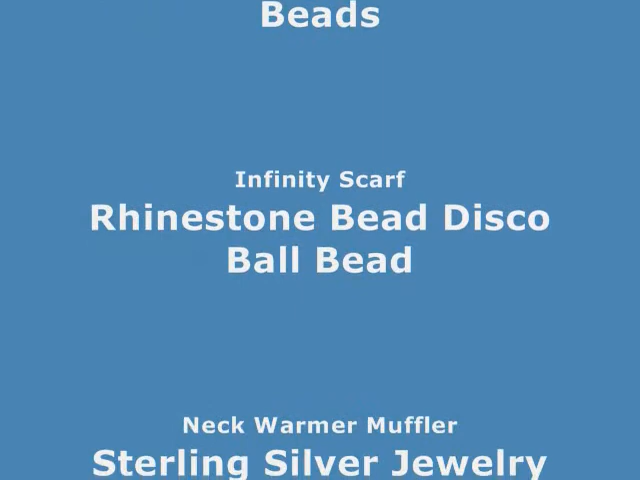 Beads
Infinity Scarf
Rhinestone Bead Disco
Ball Bead
Neck Warmer Muffler
Sterling Silver Jewelry